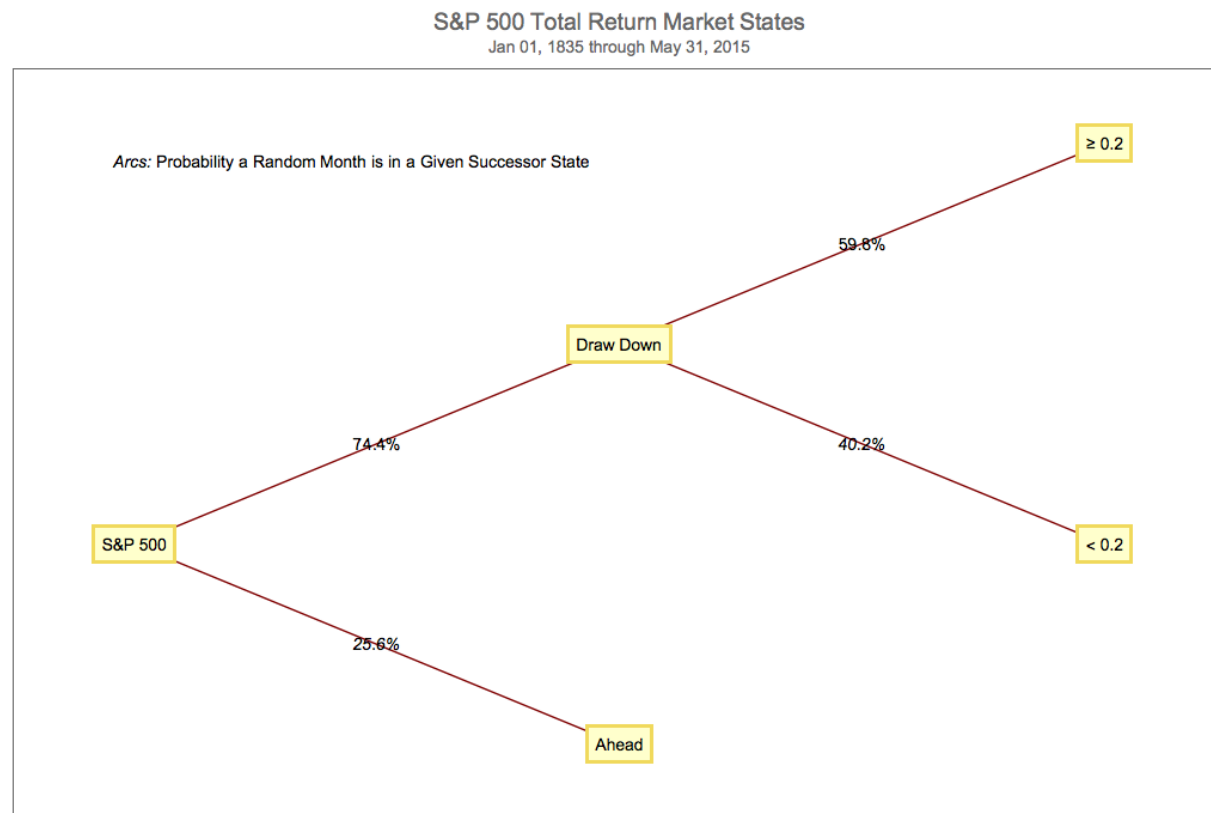 S&P 500 Total Return Market States
Jan 01, 1835 through May 31, 2015
≥ 0.2
Arcs: Probability a Random Month is in a Given Successor State
59.8%
Draw Down
74.4%
40.2%
S&P 500
< 0.2
25.6%
Ahead